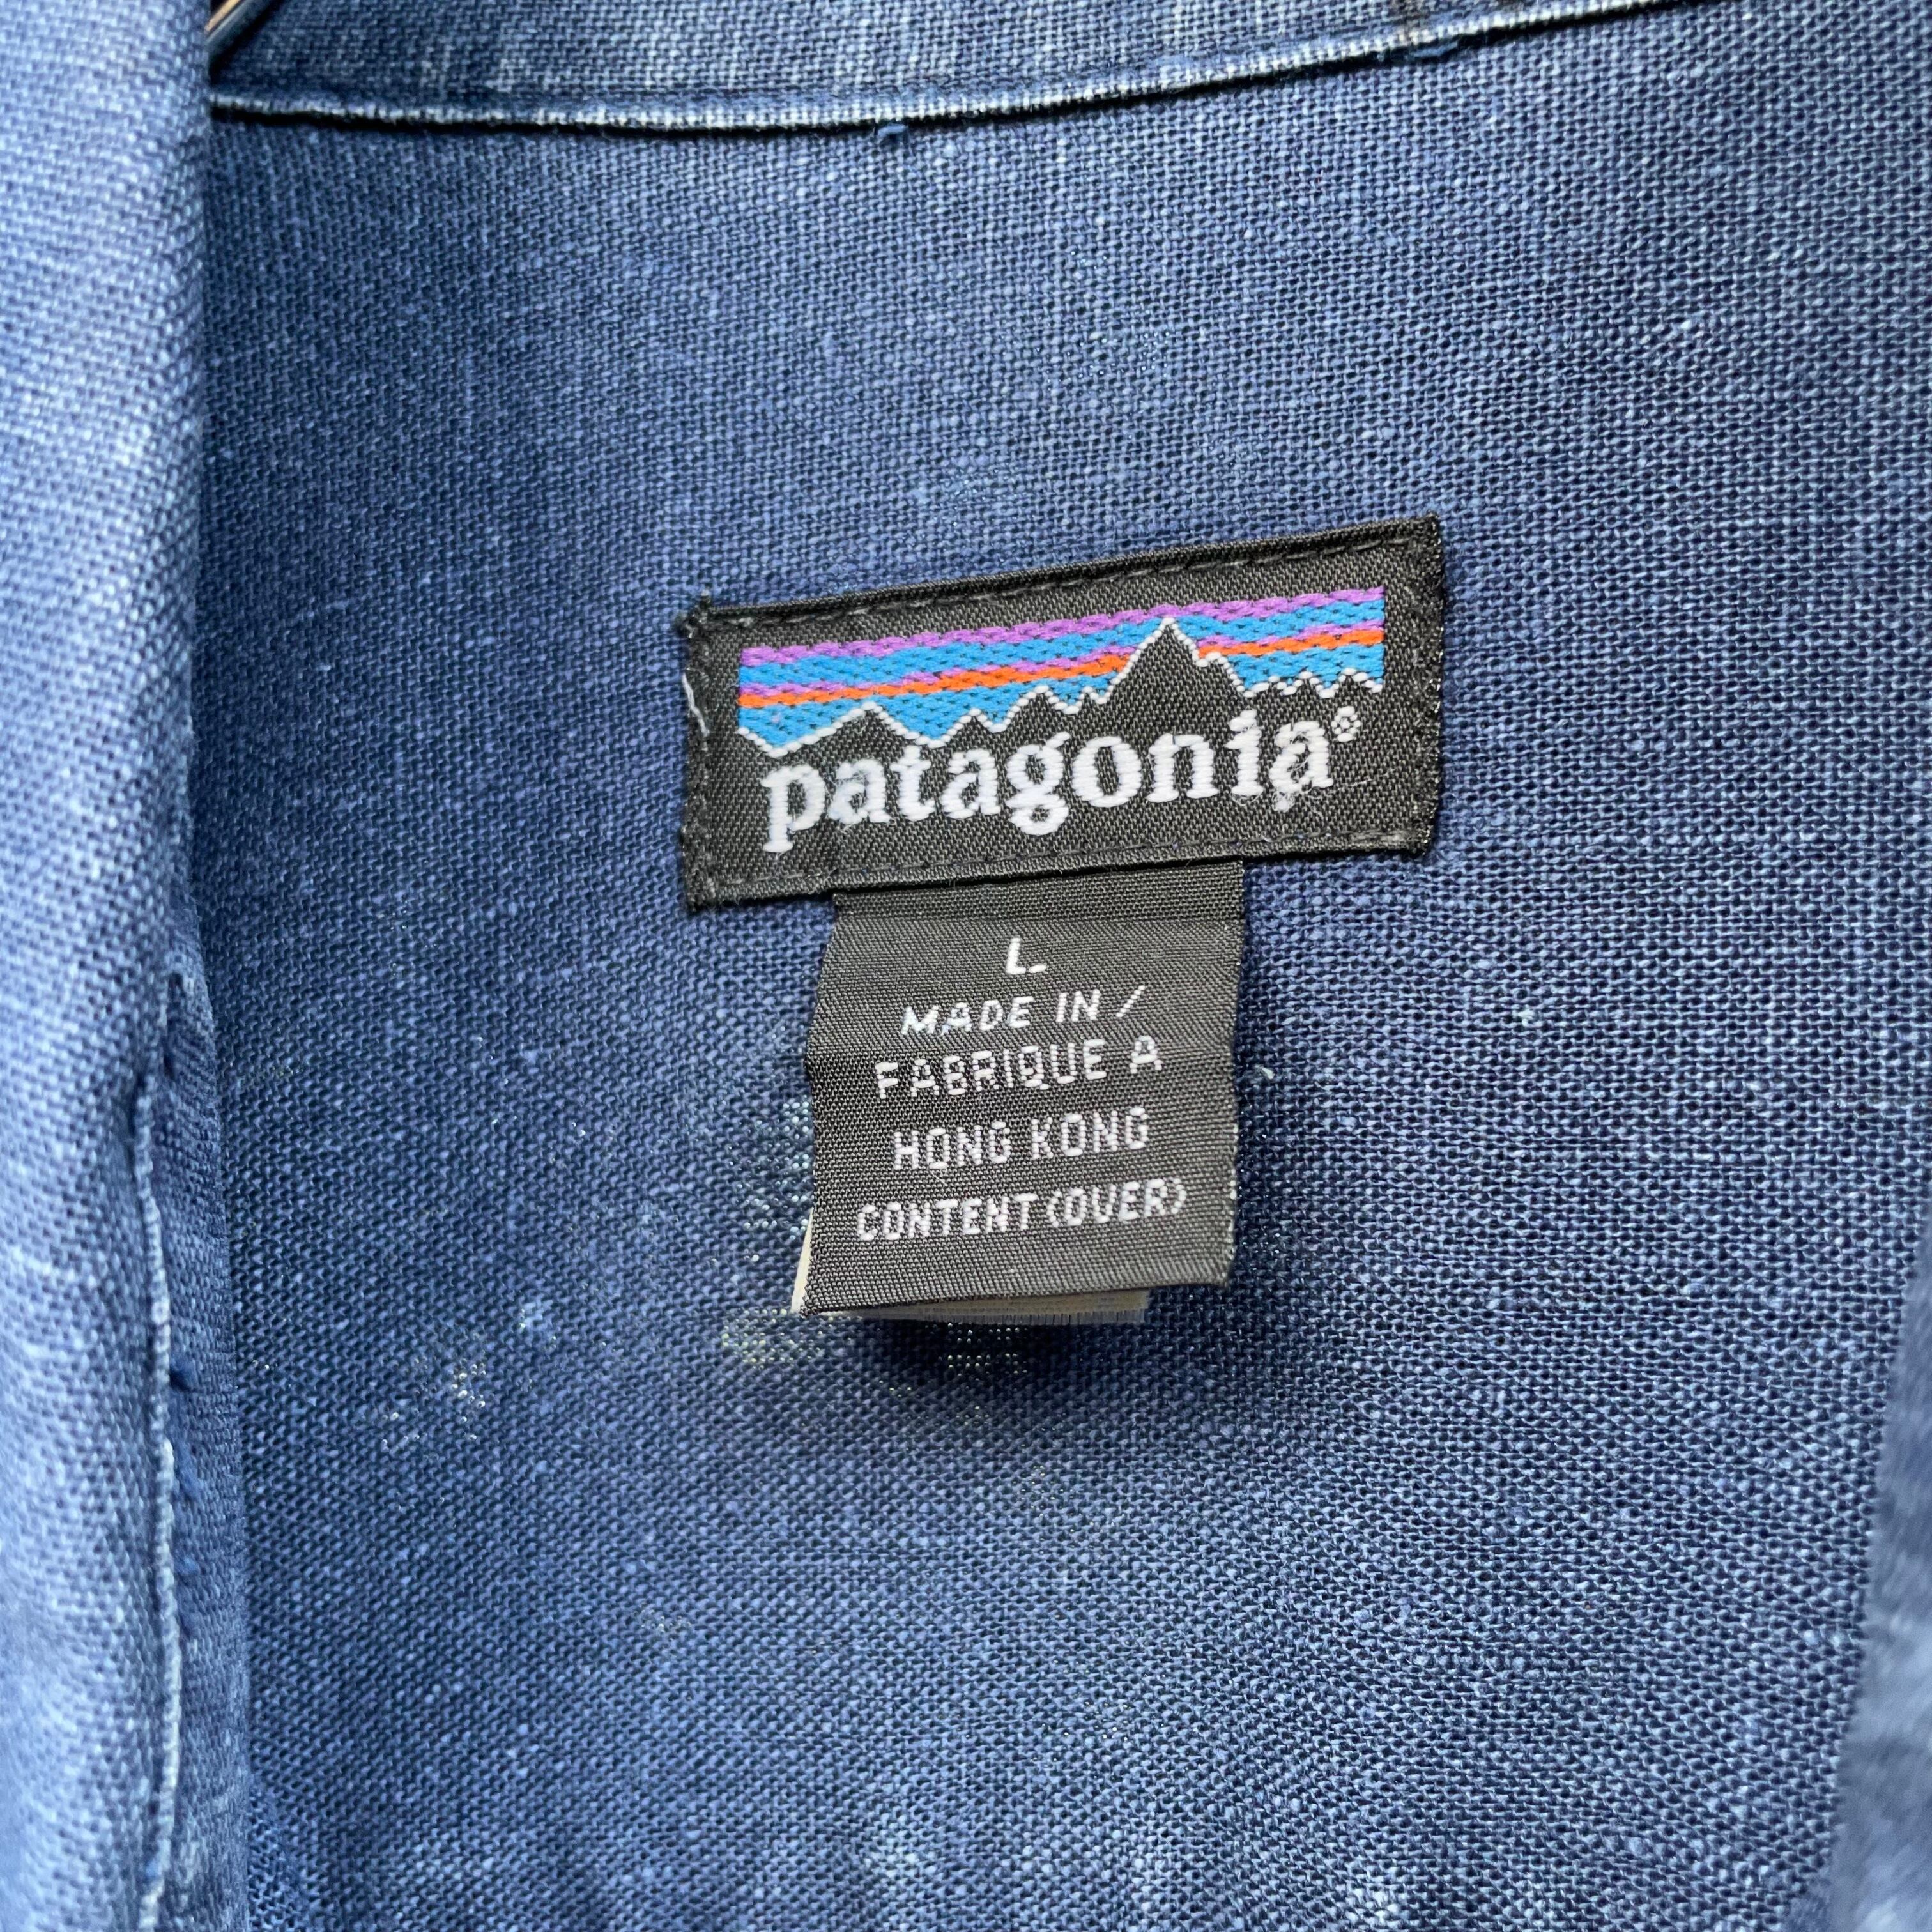 patagonia®
L.
MADE IN /
FABRIQUE A
HONG KONG
CONTENT (OVER)